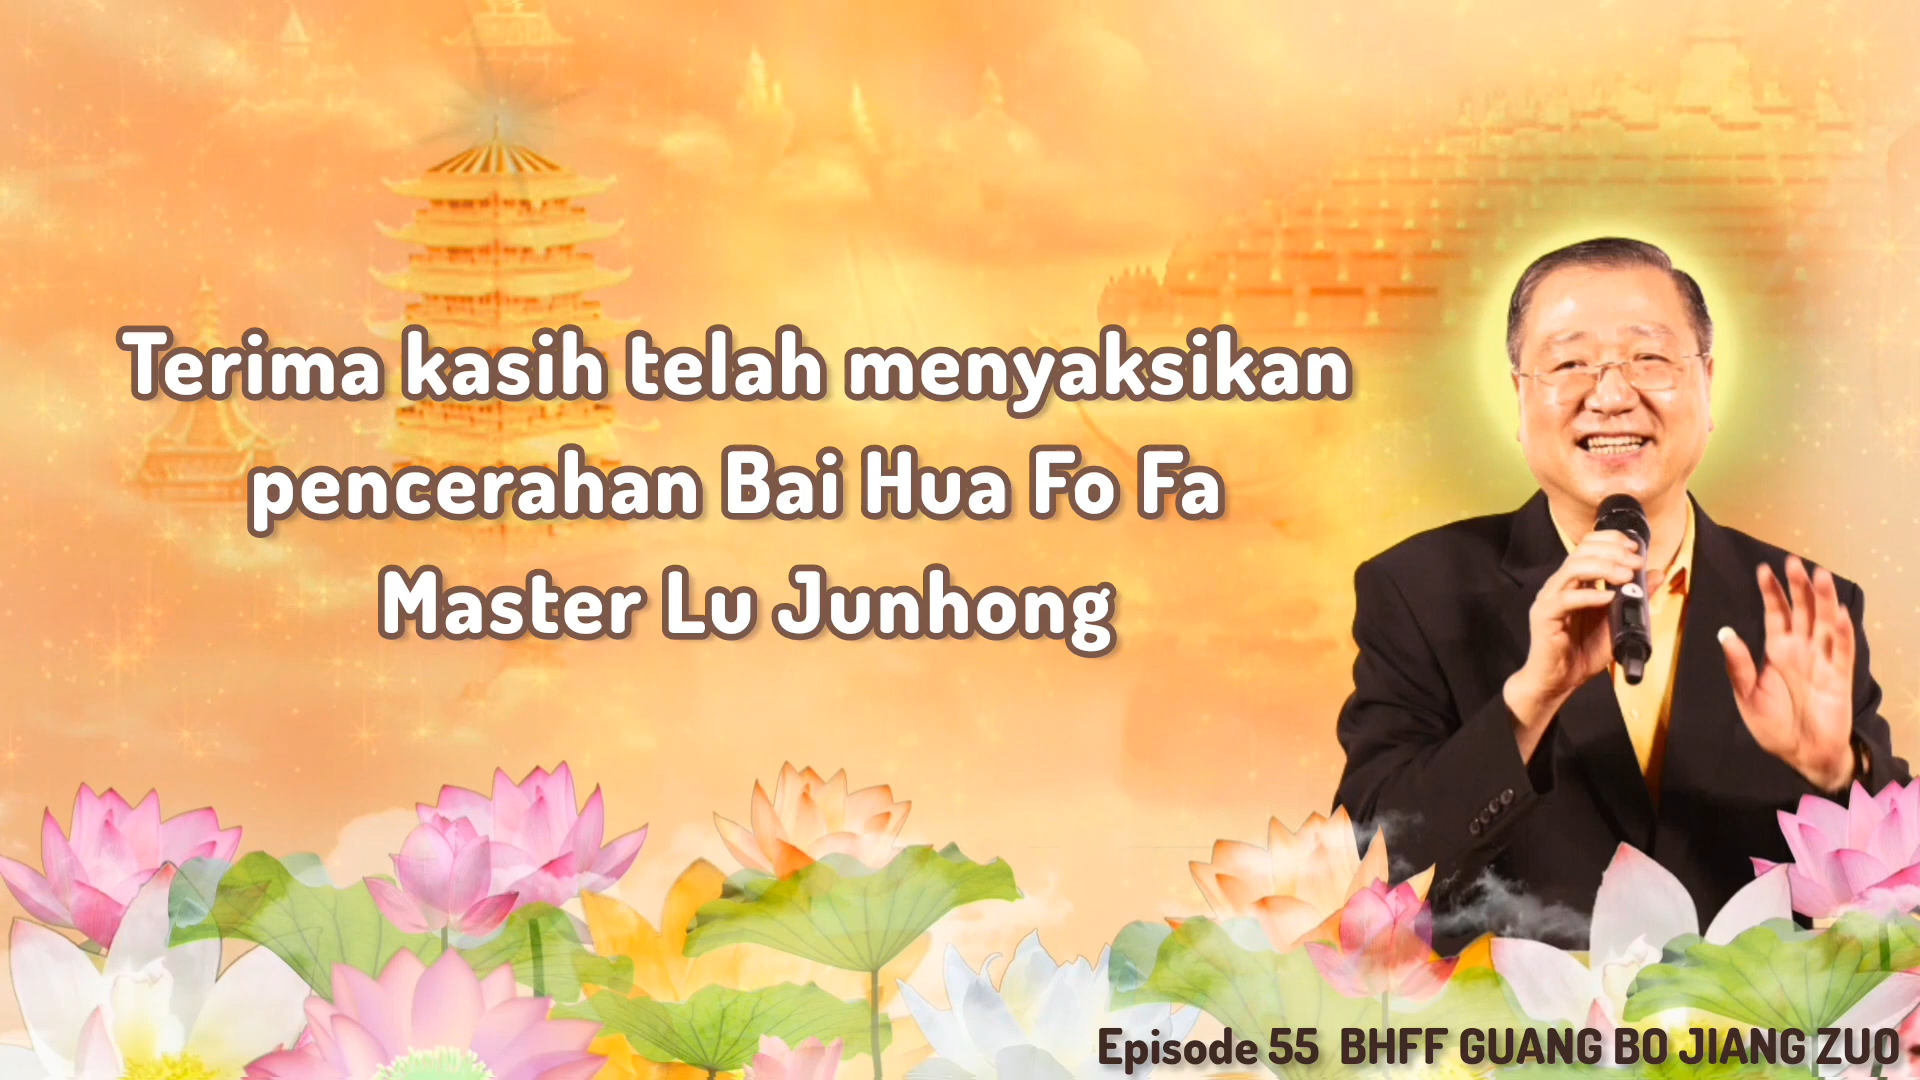 Terima kasih telah menyaksikan
pencerahan Bai Hua Fo Fa
Master Lu Junhong
Episode 55 BHFF GUANG BO JIANG ZUO